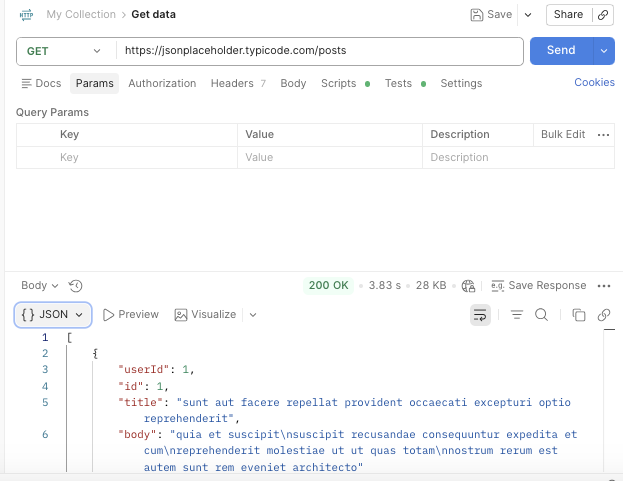 HTTP My Collection > Get data Save Share
GET https://jsonplaceholder.typicode.com/posts Send
Docs Params Authorization Headers 7 Body Scripts Tests Settings Cookies
Query Params
Key Value Description Bulk Edit
Key Value Description
Body 200 OK 3.83 s 28 KB e.g. Save Response
{ } JSON Preview Visualize
1 [
2 {
3 "userId": 1,
4 "id": 1,
5 "title": "sunt aut facere repellat provident occaecati excepturi optio
reprehenderit",
6 "body": "quia et suscipit\nsuscipit recusandae consequuntur expedita et
cum\nreprehenderit molestiae ut ut quas totam\nnostrum rerum est
autem sunt rem eveniet architecto"